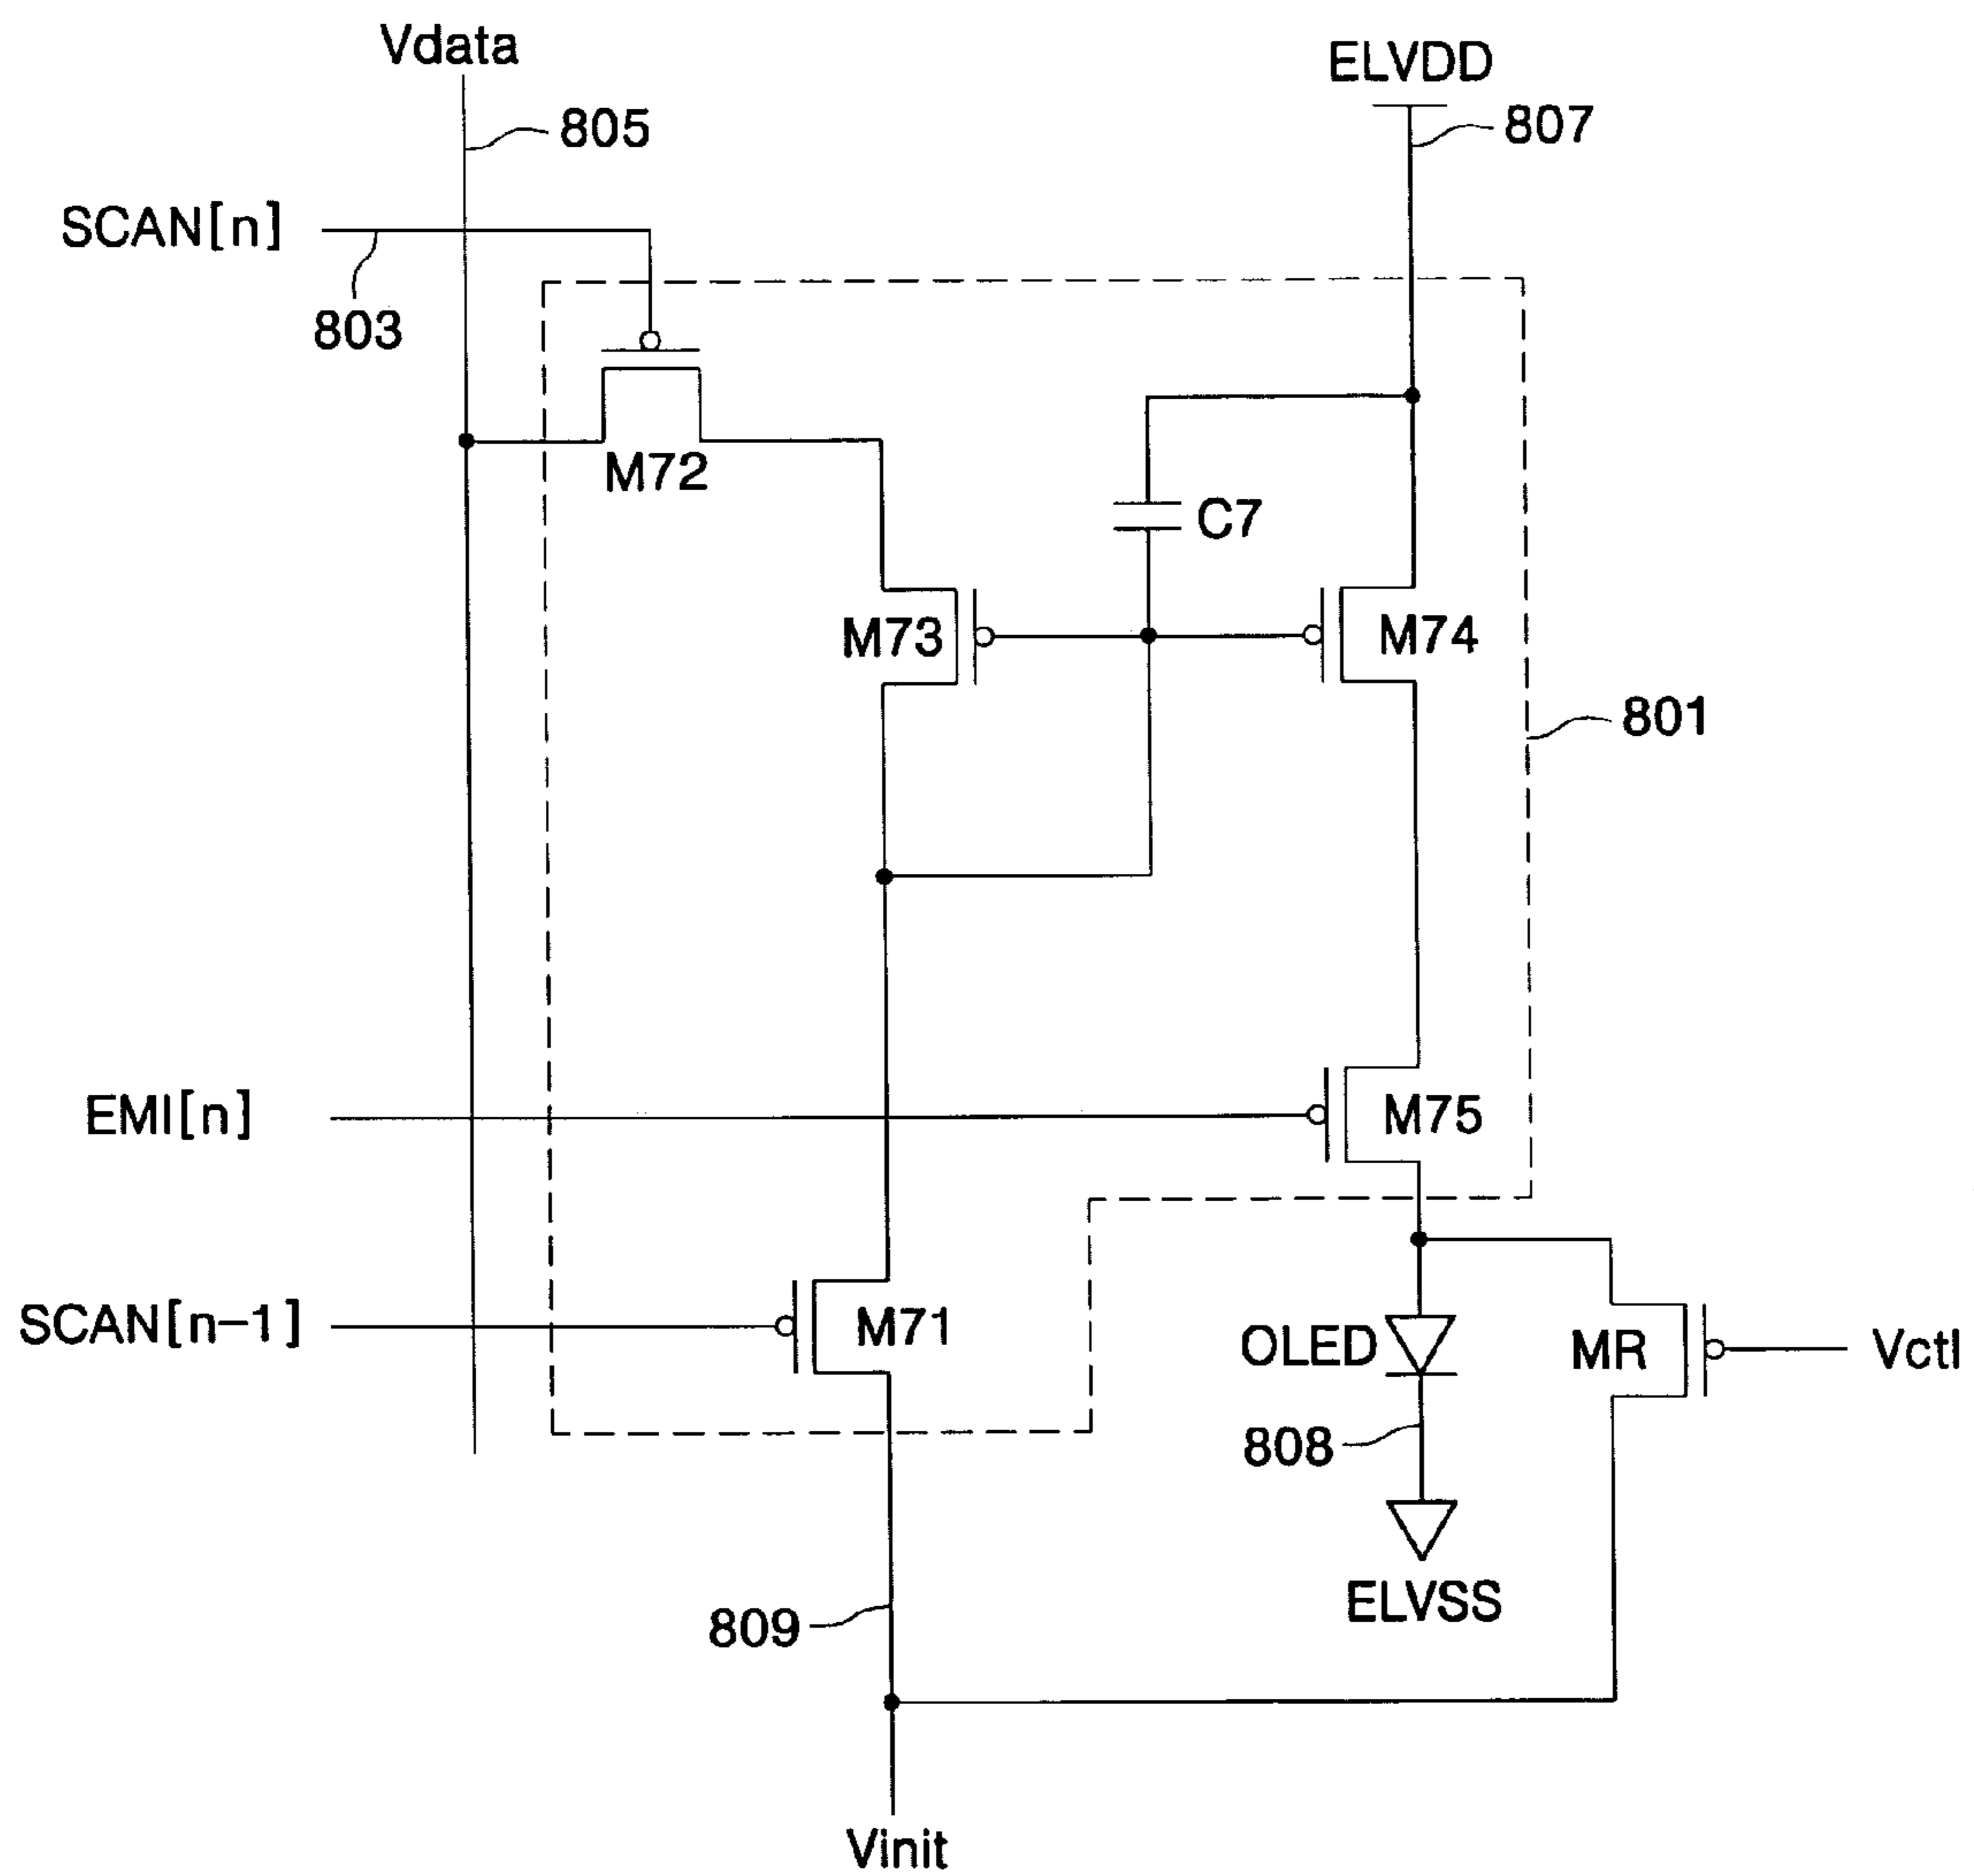 Vdata
ELVDD
805
807
SCAN[n]
803
M72
C7
M73
M74
801
EMI[n]
M75
SCAN[n-1]
M71
OLED
MR
Vctl
808
ELVSS
809
Vinit